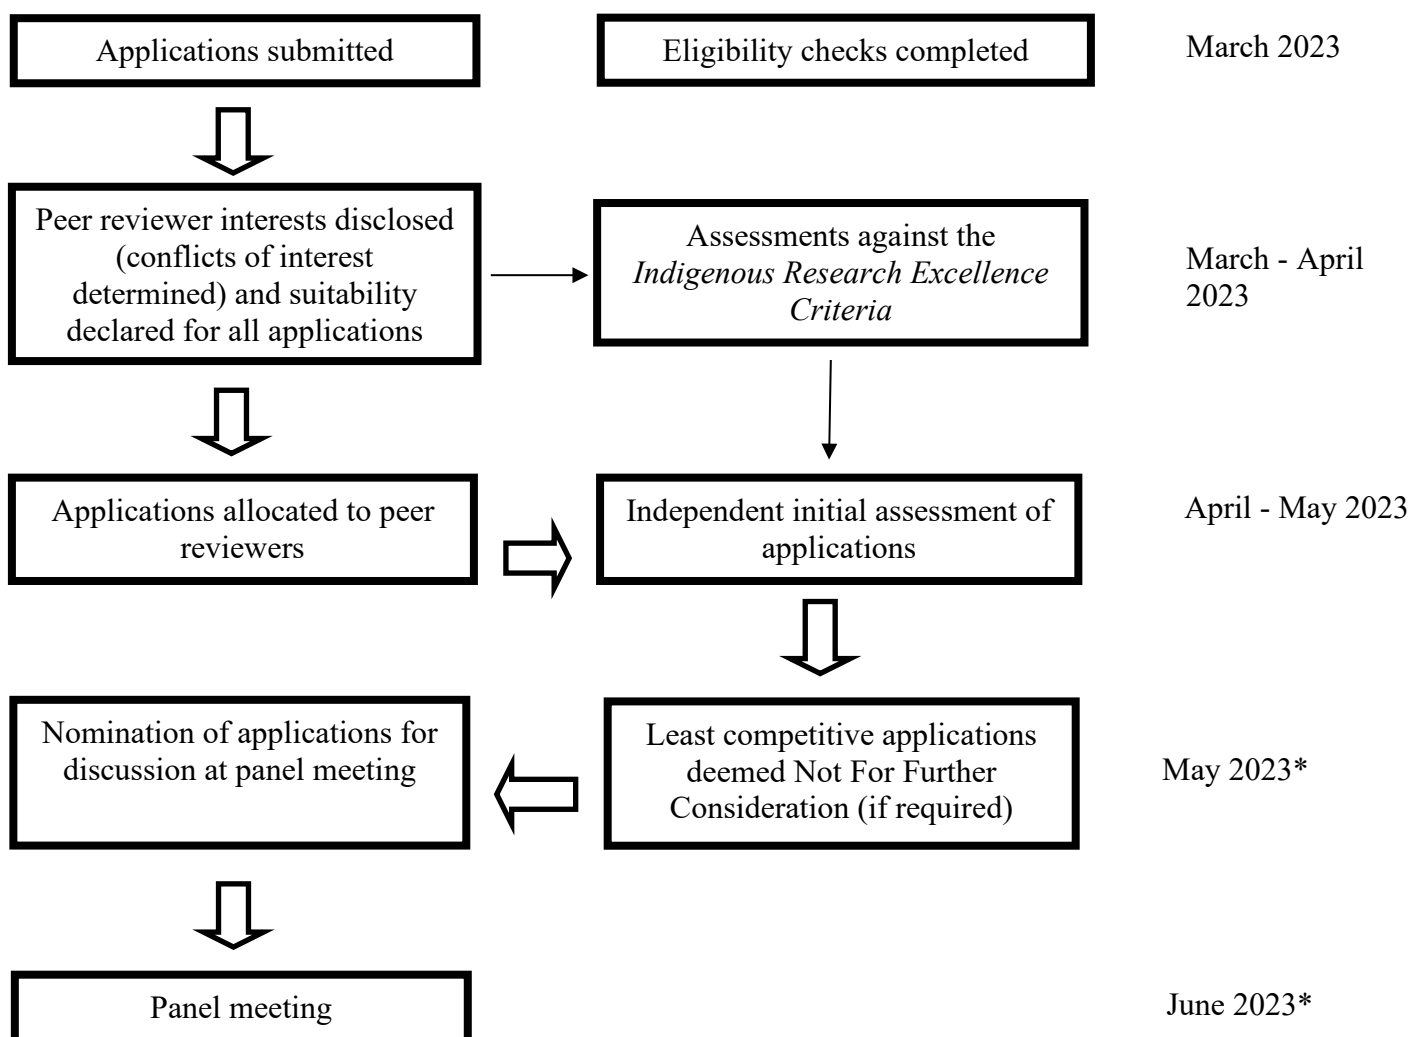 Applications submitted
Eligibility checks completed
March 2023
Peer reviewer interests disclosed
(conflicts of interest
determined) and suitability
declared for all applications
Assessments against the
Indigenous Research Excellence
Criteria
March - April
2023
Applications allocated to peer
reviewers
Independent initial assessment of
applications
April - May 2023
Nomination of applications for
discussion at panel meeting
Least competitive applications
deemed Not For Further
Consideration (if required)
May 2023*
Panel meeting
June 2023*